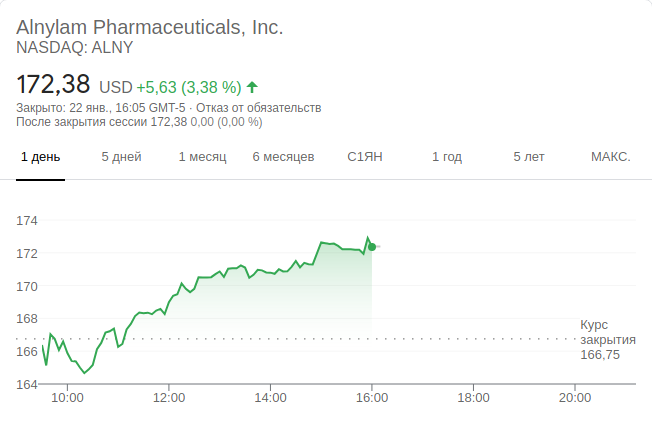 Alnylam Pharmaceuticals, Inc.
NASDAQ: ALNY
172,38 USD +5,63 (3,38 %)
Закрыто: 22 янв., 16:05 GMT-5 · Отказ от обязательств
После закрытия сессии 172,38 0,00 (0,00 %)
1 день 5 дней 1 месяц 6 месяцев С1ЯН 1 год 5 лет МАКС.
174
172
170
168
Курс
закрытия
166,75
166
164
10:00 12:00 14:00 16:00 18:00 20:00